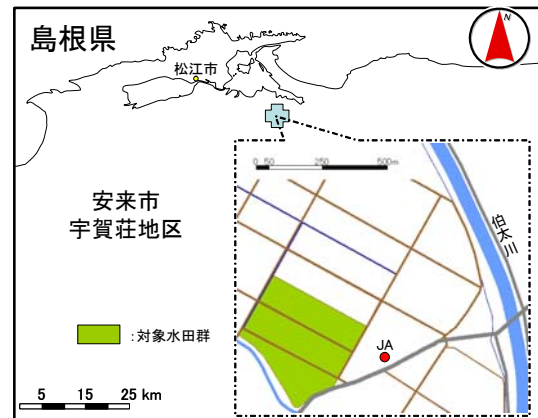 島根県
N
松江市
安来市
宇賀荘地区
0 50 250 500m
伯太川
:対象水田群
JA
5 15 25 km